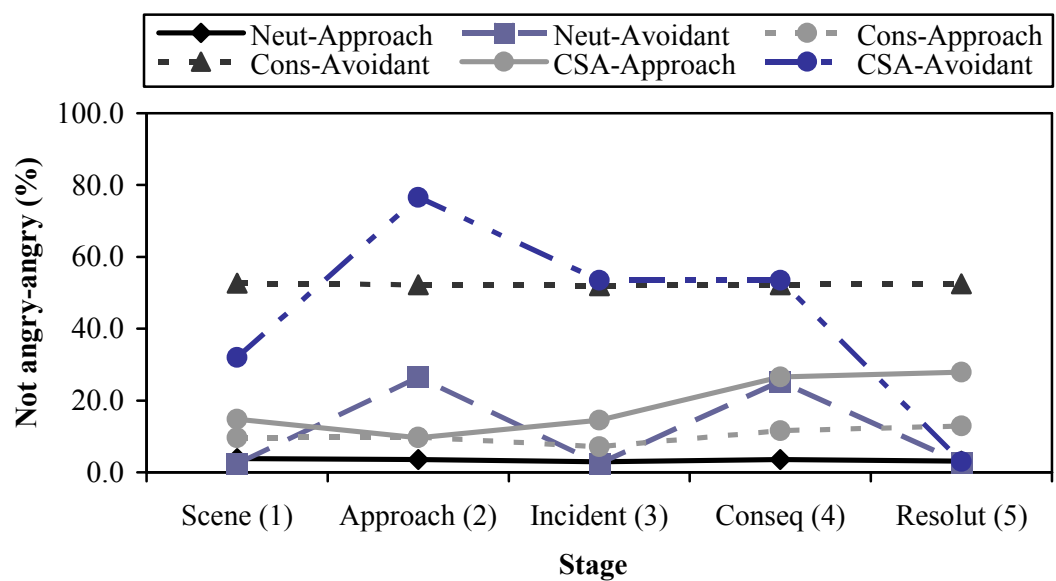 Neut-Approach Neut-Avoidant Cons-Approach
Cons-Avoidant CSA-Approach CSA-Avoidant
100.0
80.0
60.0
40.0
20.0
0.0
Not angry-angry (%)
Scene (1) Approach (2) Incident (3) Conseq (4) Resolut (5)
Stage